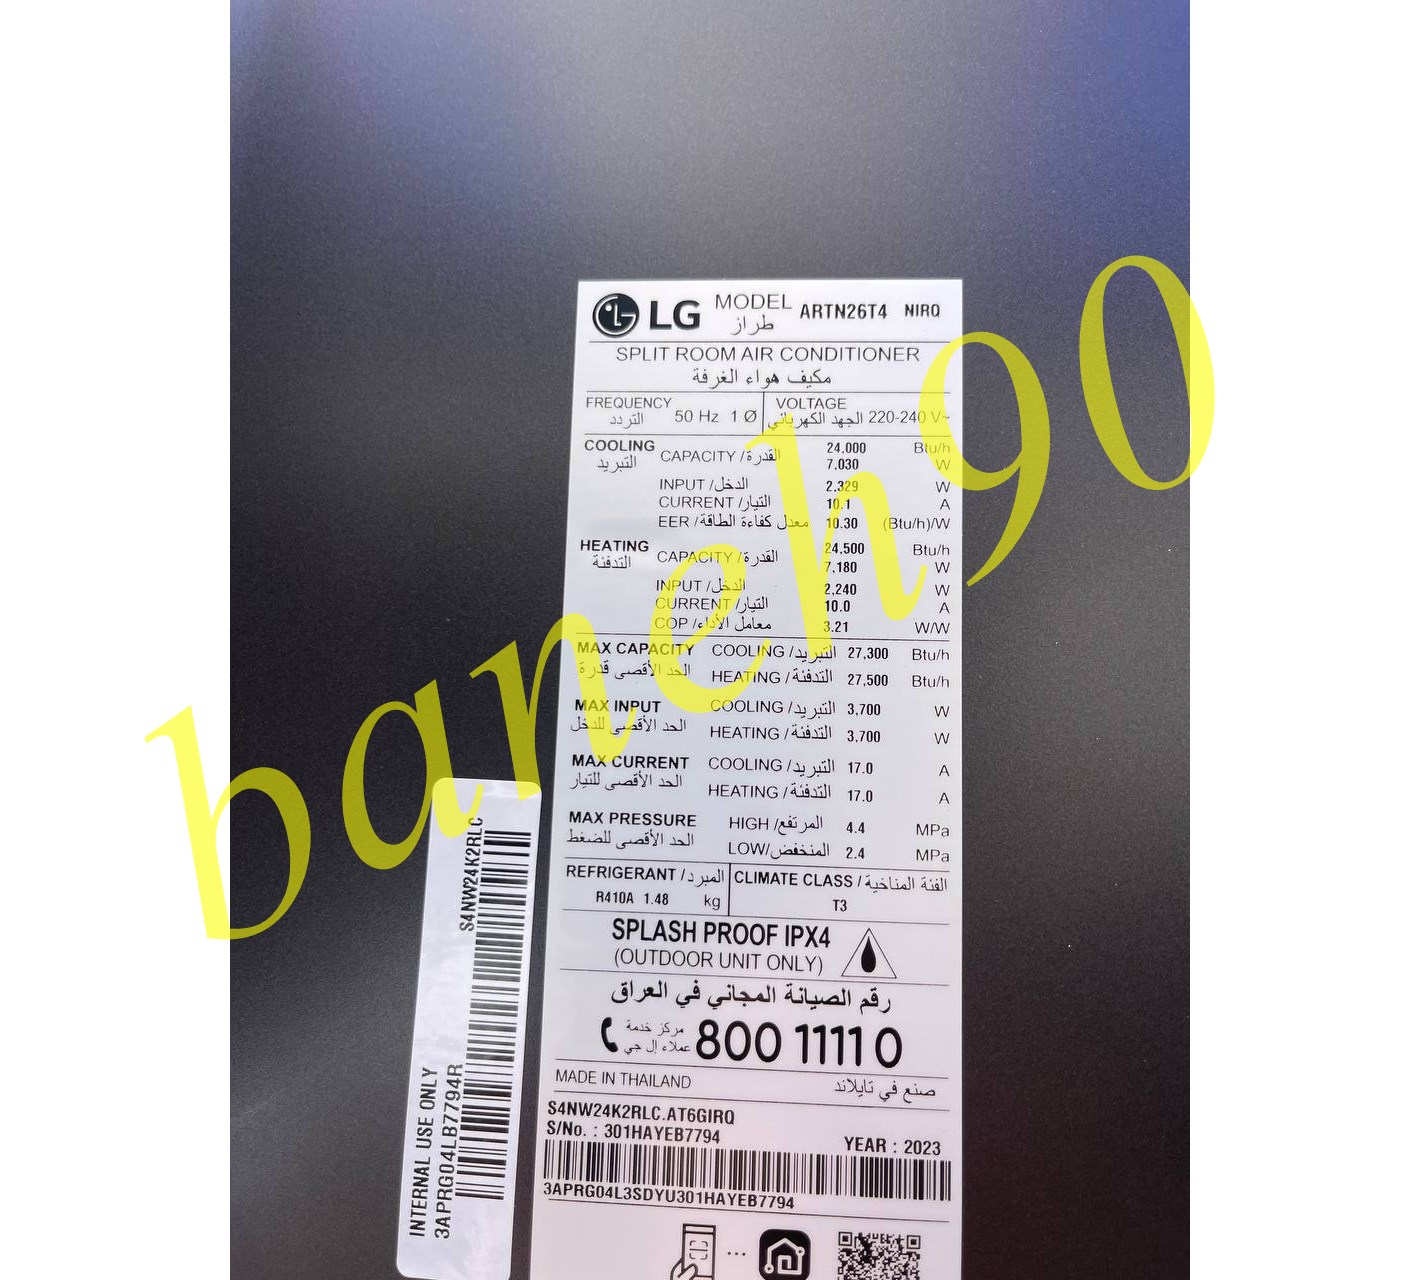 LG MODEL ARTN26T4 NIRQ
طراز
SPLIT ROOM AIR CONDITIONER
مكيف هواء الغرفة
FREQUENCY 50 Hz 1 Ø VOLTAGE 220-240 V~
التردد الجهد الكهربائي
COOLING CAPACITY / القدرة 24,000 Btu/h
التبريد 7.030 W
INPUT / الدخل 2.329 W
CURRENT / التيار 10.1 A
EER / معدل كفاءة الطاقة 10.30 (Btu/h)/W
HEATING CAPACITY / القدرة 24,500 Btu/h
التدفئة 7,180 W
INPUT / الدخل 2,240 W
CURRENT / التيار 10.0 A
COP / معامل الأداء 3.21 W/W
MAX CAPACITY COOLING / التبريد 27,300 Btu/h
الحد الأقصى قدرة HEATING / التدفئة 27,500 Btu/h
MAX INPUT COOLING / التبريد 3,700 W
الحد الأقصى للدخل HEATING / التدفئة 3,700 W
MAX CURRENT COOLING / التبريد 17.0 A
الحد الأقصى للتيار HEATING / التدفئة 17.0 A
MAX PRESSURE HIGH / المرتفع 4.4 MPa
الحد الأقصى للضغط LOW / المنخفض 2.4 MPa
REFRIGERANT / المبرد CLIMATE CLASS / الفئة المناخية
R410A 1.48 kg T3
SPLASH PROOF IPX4
(OUTDOOR UNIT ONLY)
رقم الصيانة المجاني في العراق
مركز خدمة
عملاء إل جي 800 11111 0
MADE IN THAILAND صنع في تايلاند
S4NW24K2RLC.AT6GIRQ
S/No. : 301HAYEB7794 YEAR : 2023
3APRG04L3SDYU301HAYEB7794
S4NW24K2RLC
INTERNAL USE ONLY
3APRG04LB7794R
baneh90